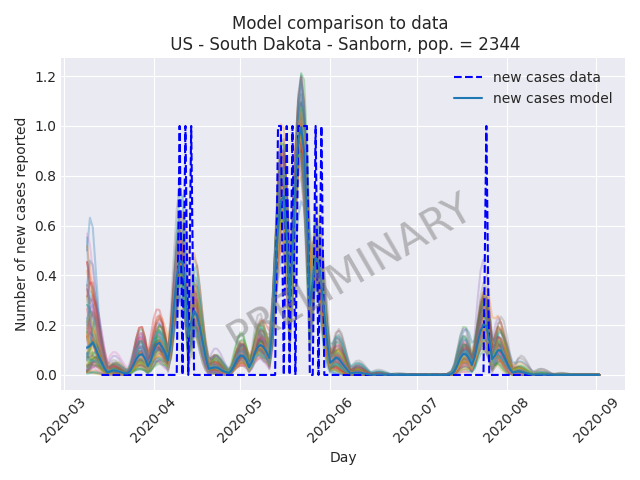 Model comparison to data
US - South Dakota - Sanborn, pop. = 2344
new cases data
new cases model
Number of new cases reported
1.2
1.0
0.8
0.6
0.4
0.2
0.0
PRELIMINARY
2020-03
2020-04
2020-05
2020-06
2020-07
2020-08
2020-09
Day